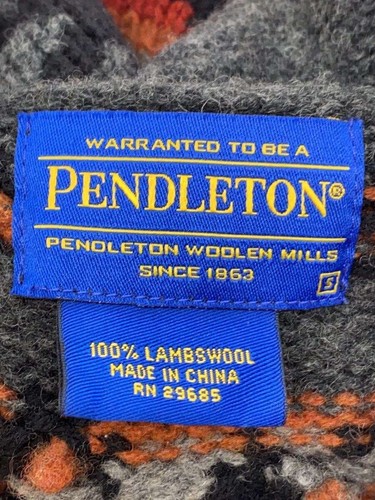 WARRANTED TO BE A
PENDLETON®
PENDLETON WOOLEN MILLS
SINCE 1863
S
100% LAMBSWOOL
MADE IN CHINA
RN 29685